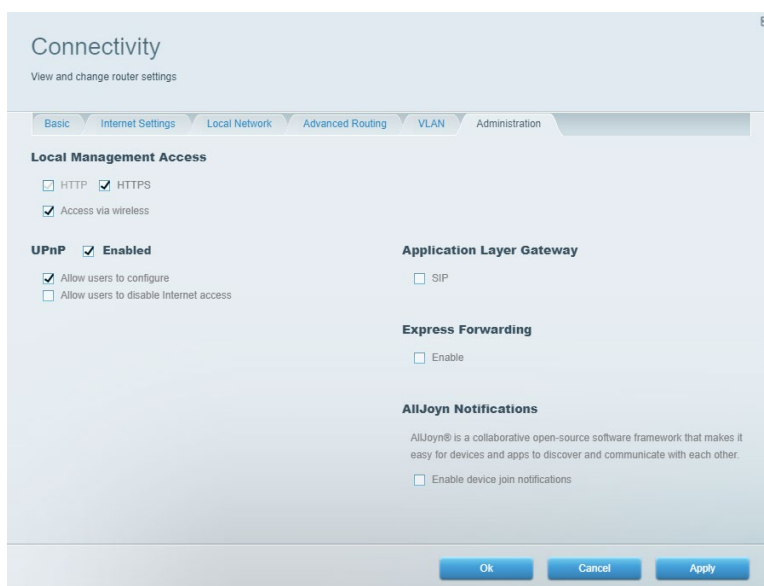 Connectivity
View and change router settings
Basic Internet Settings Local Network Advanced Routing VLAN Administration
Local Management Access
HTTP HTTPS
Access via wireless
UPnP Enabled
Allow users to configure
Allow users to disable Internet access
Application Layer Gateway
SIP
Express Forwarding
Enable
AllJoyn Notifications
AllJoyn® is a collaborative open-source software framework that makes it
easy for devices and apps to discover and communicate with each other.
Enable device join notifications
Ok Cancel Apply